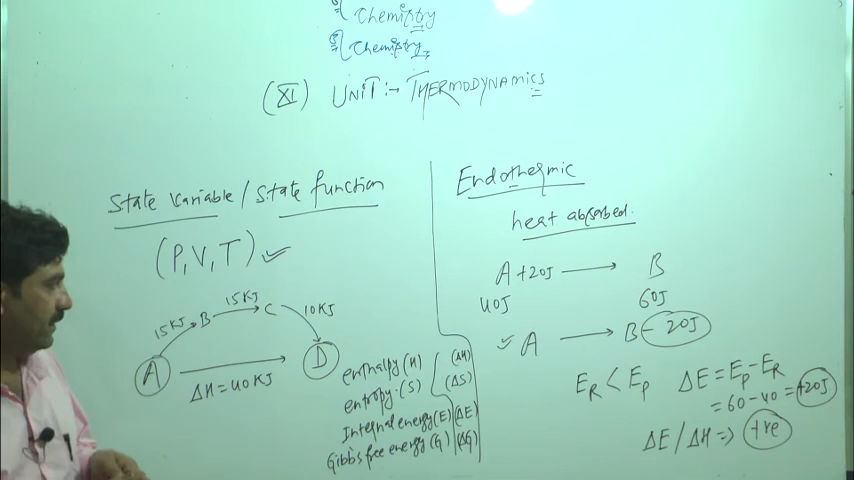 Chemistry
Chemistry
(XI) UNIT :- THERMODYNAMICS
State variable / State function
(P, V, T) ✓
15KJ B 15KJ C 10KJ
A → D
ΔH = 40KJ
enthalpy (H) (ΔH)
entropy - (S) (ΔS)
Internal energy (E) (ΔE)
Gibb's free energy (G) (ΔG)
Endothermic
heat absorbed.
A + 20J → B
40J 60J
✓ A → B - 20J
E_R < E_P ΔE = E_P - E_R
= 60 - 40 = +20J
ΔE / ΔH => +ve